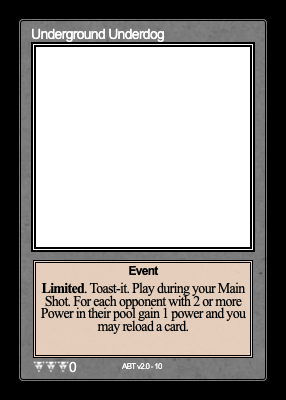 Underground Underdog
Event
Limited. Toast-it. Play during your Main
Shot. For each opponent with 2 or more
Power in their pool gain 1 power and you
may reload a card.
0
ABT v2.0 - 10